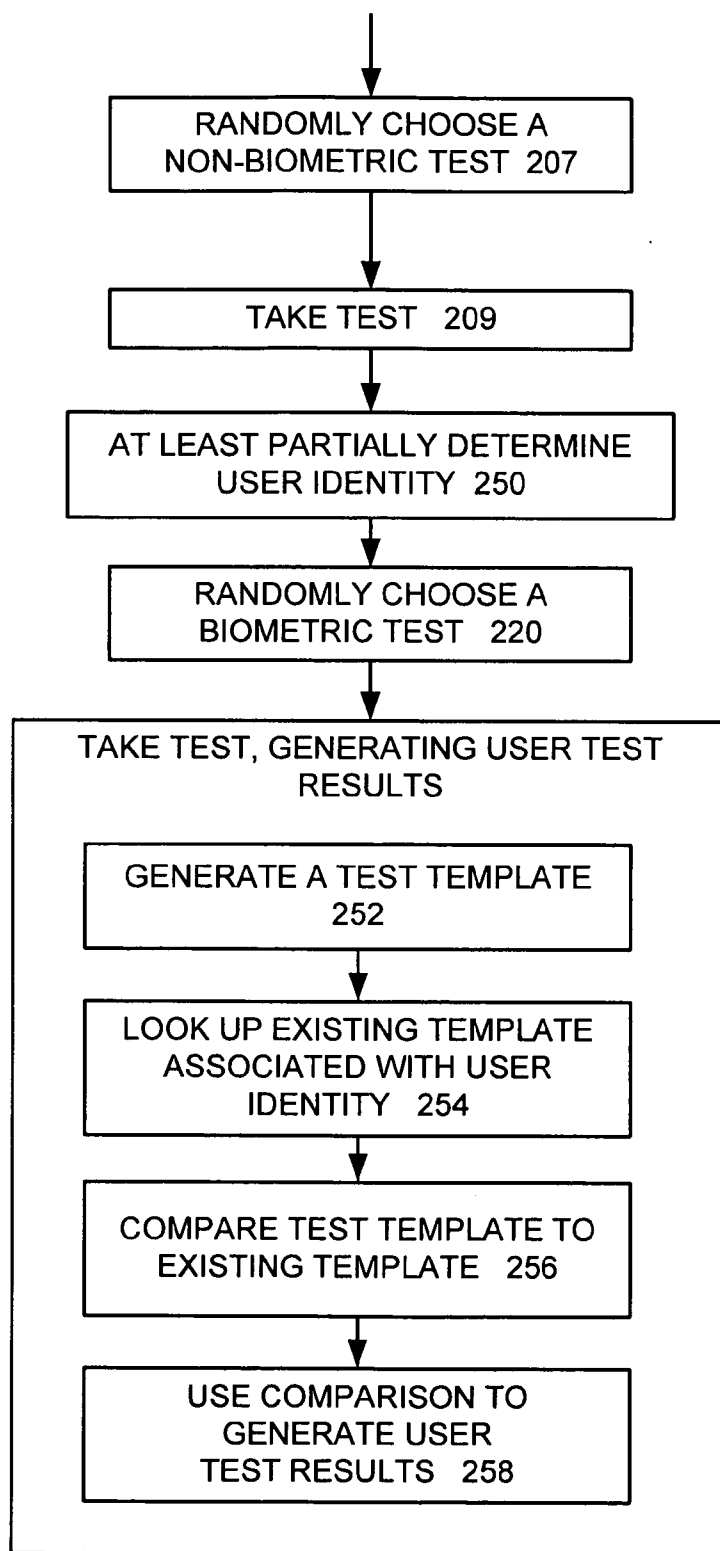 RANDOMLY CHOOSE A
NON-BIOMETRIC TEST 207
TAKE TEST 209
AT LEAST PARTIALLY DETERMINE
USER IDENTITY 250
RANDOMLY CHOOSE A
BIOMETRIC TEST 220
TAKE TEST, GENERATING USER TEST
RESULTS
GENERATE A TEST TEMPLATE
252
LOOK UP EXISTING TEMPLATE
ASSOCIATED WITH USER
IDENTITY 254
COMPARE TEST TEMPLATE TO
EXISTING TEMPLATE 256
USE COMPARISON TO
GENERATE USER
TEST RESULTS 258